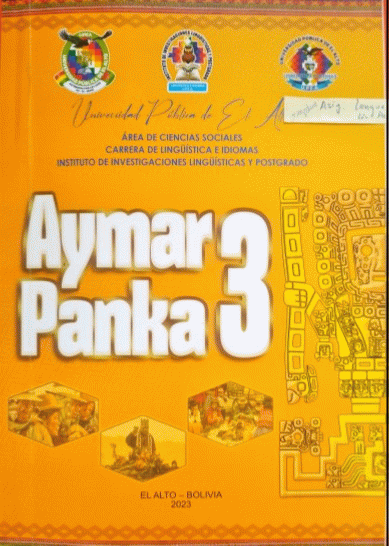 Universidad Pública de El A
ÁREA DE CIENCIAS SOCIALES
CARRERA DE LINGÜÍSTICA E IDIOMAS
INSTITUTO DE INVESTIGACIONES LINGÜÍSTICAS Y POSTGRADO
Aymar
Panka 3
EL ALTO – BOLIVIA
2023